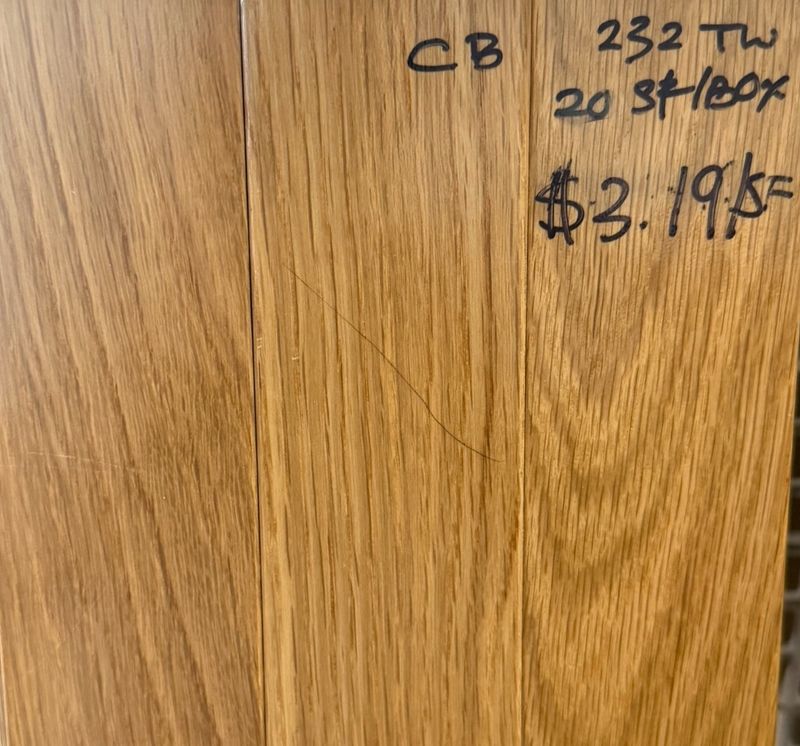 CB
232 TW
20 SF/BOX
$3.19/SF